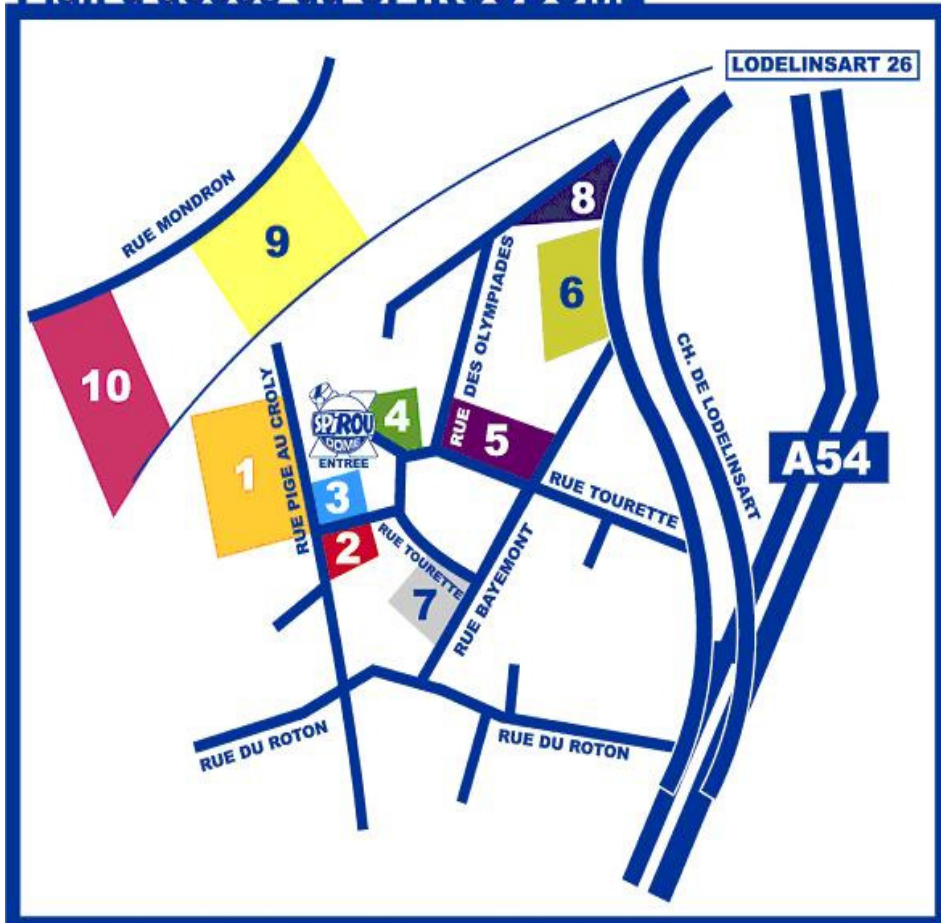 LODELINSART 26
RUE MONDRON
8
9
RUE DES OLYMPIADES
6
CH. DE LODELINSART
10
RUE PIGE AU CROLY
SPIROU
DOME
ENTREE
4
5
1
A54
3
RUE TOURETTE
2
RUE TOURETTE
7
RUE BAYEMONT
RUE DU ROTON
RUE DU ROTON